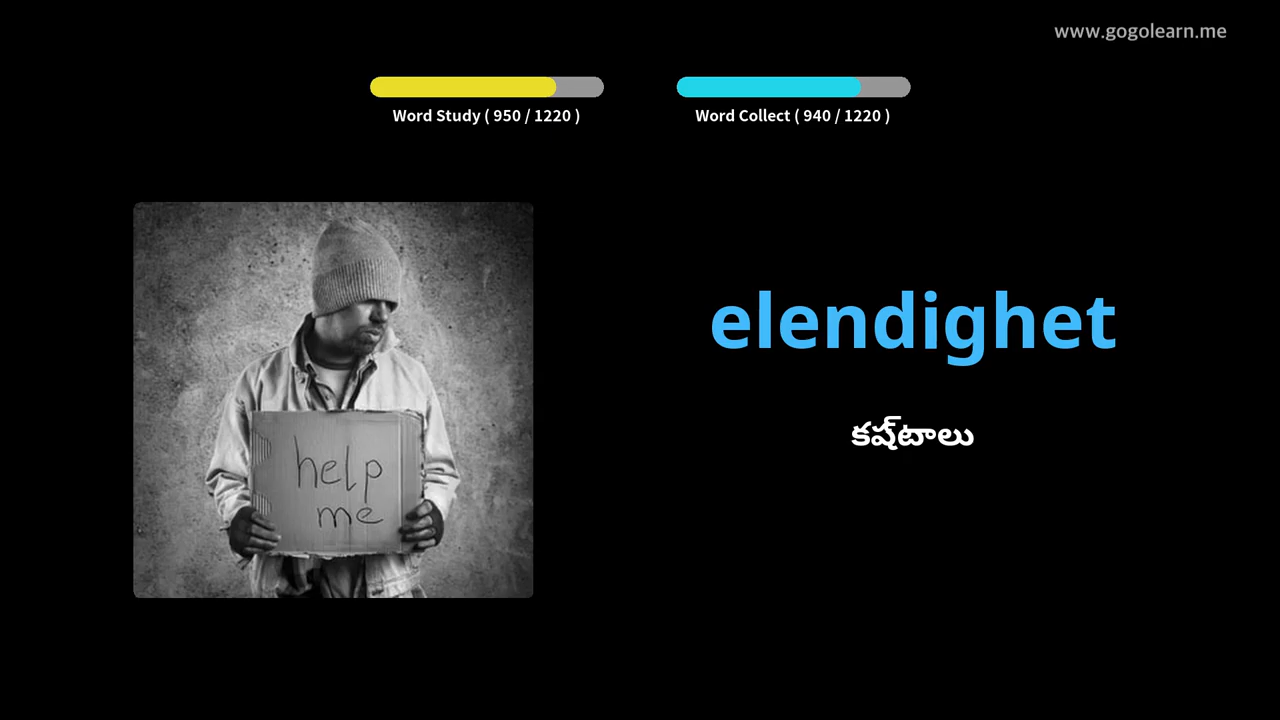 www.gogolearn.me
Word Study ( 950 / 1220 )
Word Collect ( 940 / 1220 )
elendighet
కష్‌టాలు
help
me